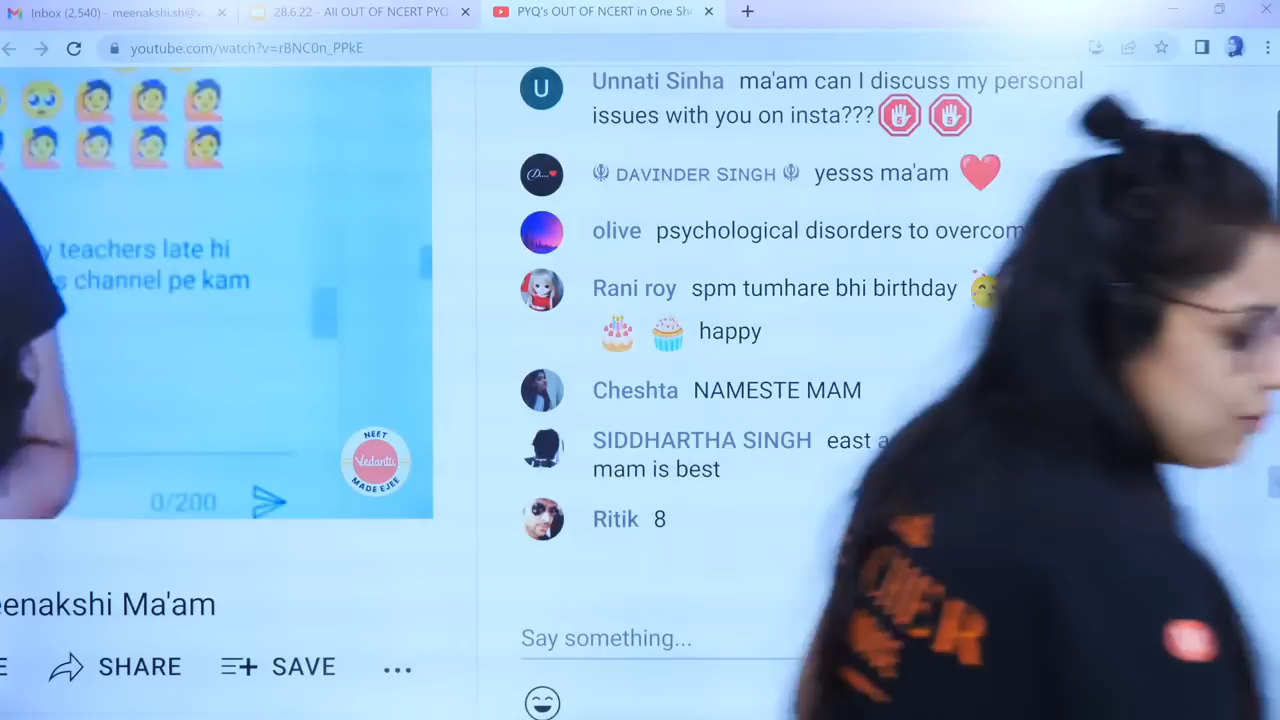 Inbox (2,540) - meenakshi.sh@v
28.6.22 - All OUT OF NCERT PYQ
PYQ's OUT OF NCERT in One Sh
youtube.com/watch?v=rBNC0n_PPkE
Unnati Sinha ma'am can I discuss my personal
issues with you on insta???
DAVINDER SINGH yesss ma'am
olive psychological disorders to overcom
Rani roy spm tumhare bhi birthday
happy
Cheshta NAMESTE MAM
SIDDHARTHA SINGH east
mam is best
Ritik 8
Say something...
y teachers late hi
s channel pe kam
0/200
NEET
Vedantu
MADE EJEE
eenakshi Ma'am
SHARE
SAVE
U